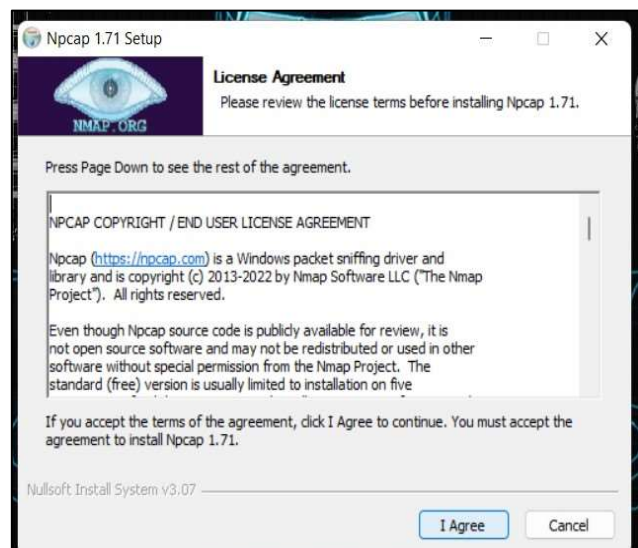 Npcap 1.71 Setup
NMAP.ORG
License Agreement
Please review the license terms before installing Npcap 1.71.
Press Page Down to see the rest of the agreement.
NPCAP COPYRIGHT / END USER LICENSE AGREEMENT
Npcap (https://npcap.com) is a Windows packet sniffing driver and
library and is copyright (c) 2013-2022 by Nmap Software LLC ("The Nmap
Project"). All rights reserved.
Even though Npcap source code is publicly available for review, it is
not open source software and may not be redistributed or used in other
software without special permission from the Nmap Project. The
standard (free) version is usually limited to installation on five
If you accept the terms of the agreement, click I Agree to continue. You must accept the
agreement to install Npcap 1.71.
Nullsoft Install System v3.07
I Agree
Cancel